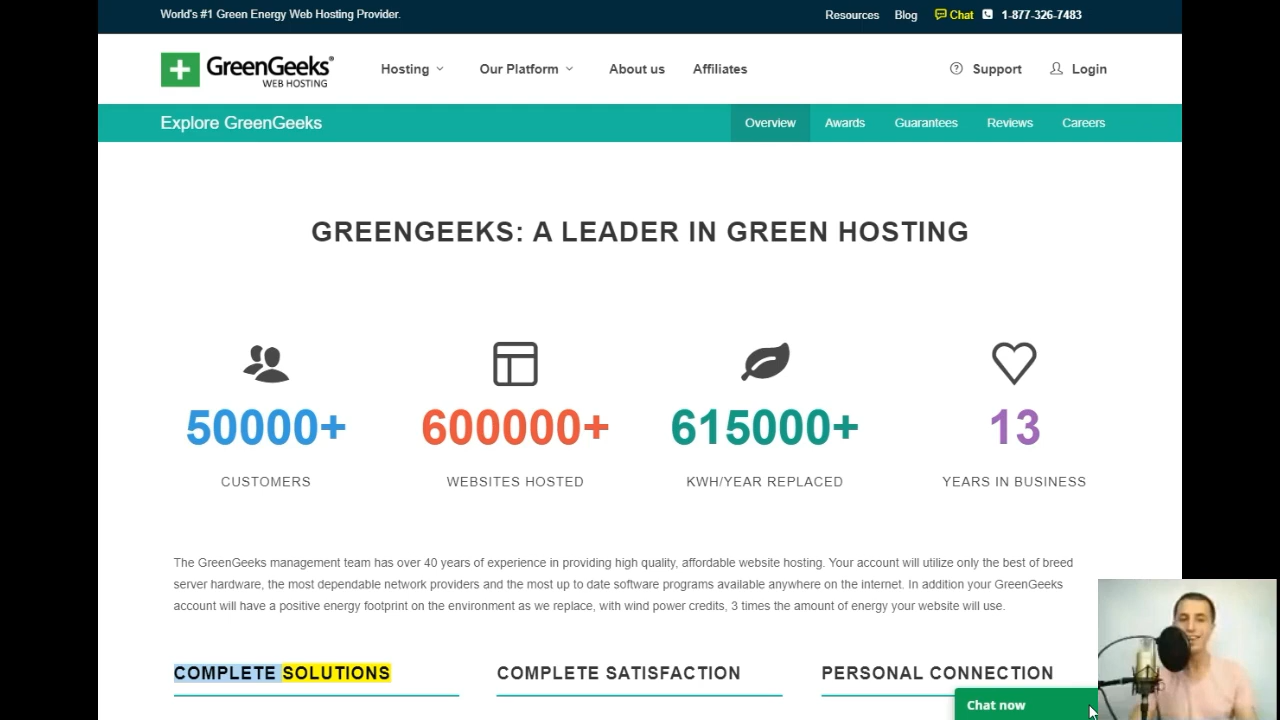 World's #1 Green Energy Web Hosting Provider.
Resources Blog Chat 1-877-326-7483
GreenGeeks®
WEB HOSTING
Hosting Our Platform About us Affiliates Support Login
Explore GreenGeeks
Overview Awards Guarantees Reviews Careers
GREENGEEKS: A LEADER IN GREEN HOSTING
50000+ 600000+ 615000+ 13
CUSTOMERS WEBSITES HOSTED KWH/YEAR REPLACED YEARS IN BUSINESS
The GreenGeeks management team has over 40 years of experience in providing high quality, affordable website hosting. Your account will utilize only the best of breed
server hardware, the most dependable network providers and the most up to date software programs available anywhere on the internet. In addition your GreenGeeks
account will have a positive energy footprint on the environment as we replace, with wind power credits, 3 times the amount of energy your website will use.
COMPLETE SOLUTIONS COMPLETE SATISFACTION PERSONAL CONNECTION
Chat now